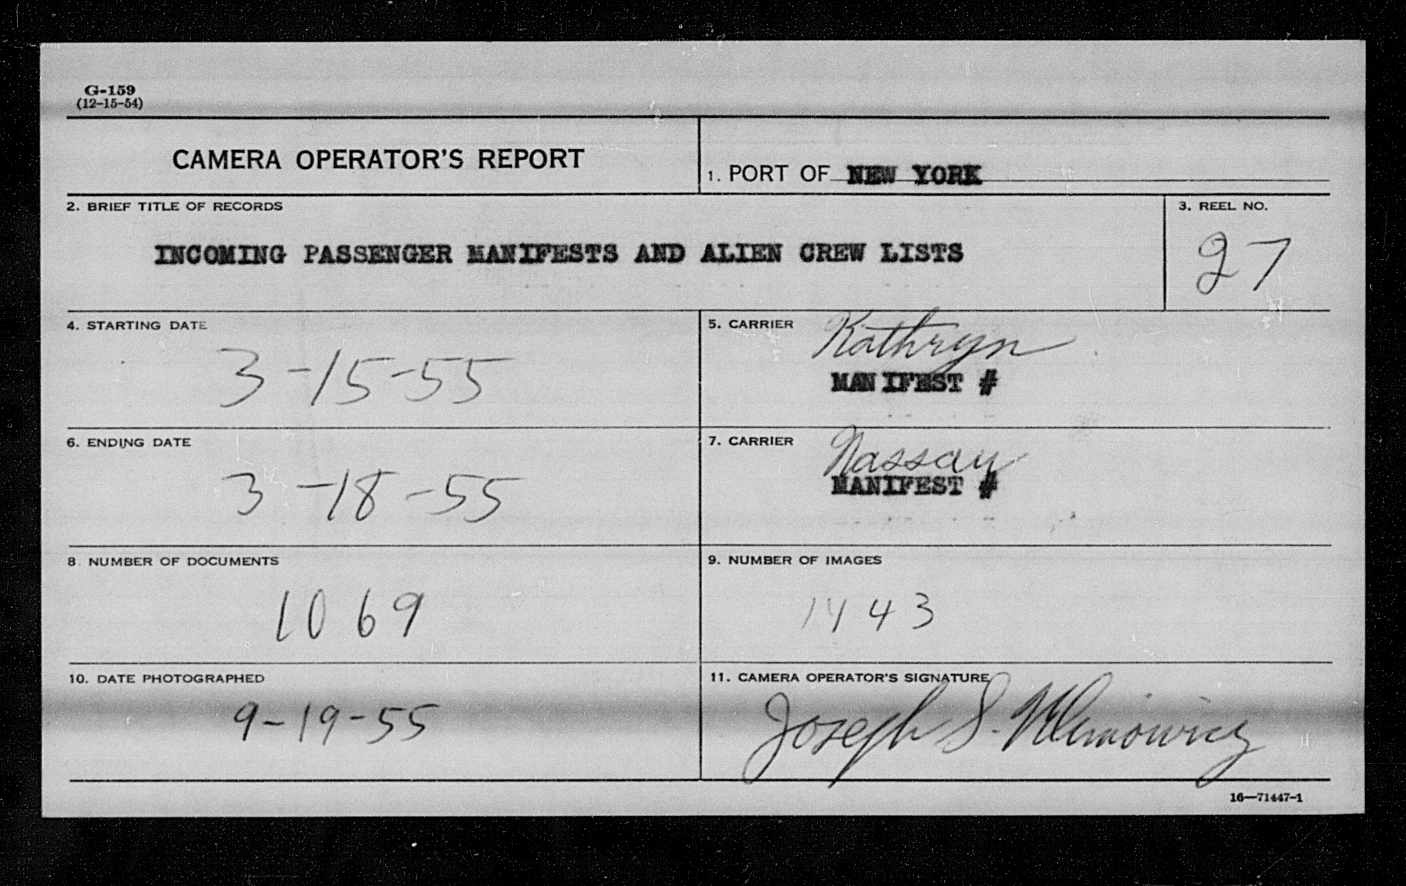 G-159
(12-15-54)
CAMERA OPERATOR'S REPORT
1. PORT OF NEW YORK
2. BRIEF TITLE OF RECORDS
INCOMING PASSENGER MANIFESTS AND ALIEN CREW LISTS
3. REEL NO.
27
4. STARTING DATE
3-15-55
5. CARRIER Kathryn
MANIFEST #
6. ENDING DATE
3-18-55
7. CARRIER Nassau
MANIFEST #
8. NUMBER OF DOCUMENTS
1069
9. NUMBER OF IMAGES
1443
10. DATE PHOTOGRAPHED
9-19-55
11. CAMERA OPERATOR'S SIGNATURE
Joseph S.
16—71447-1